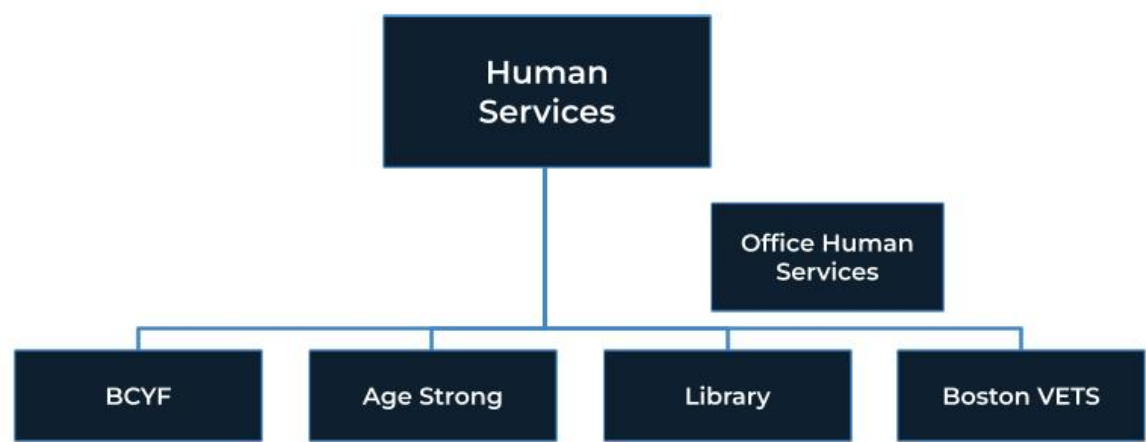 Human
Services
Office Human
Services
BCYF
Age Strong
Library
Boston VETS